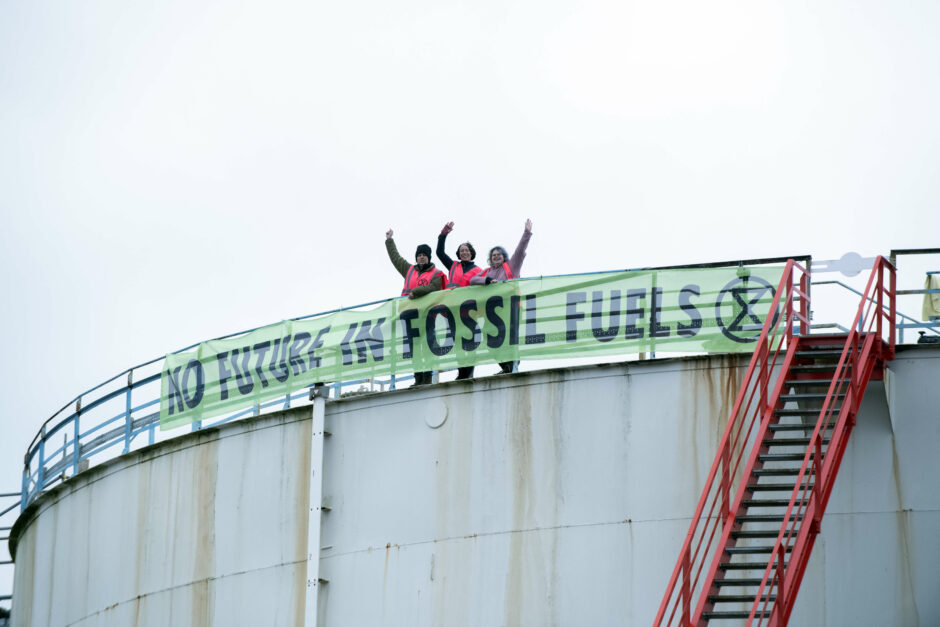 NO FUTURE IN FOSSIL FUELS